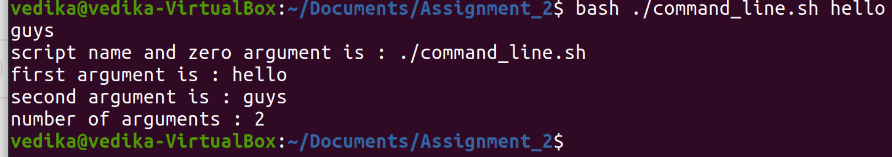 vedika@vedika-VirtualBox:~/Documents/Assignment_2$ bash ./command_line.sh hello
guys
script name and zero argument is : ./command_line.sh
first argument is : hello
second argument is : guys
number of arguments : 2
vedika@vedika-VirtualBox:~/Documents/Assignment_2$